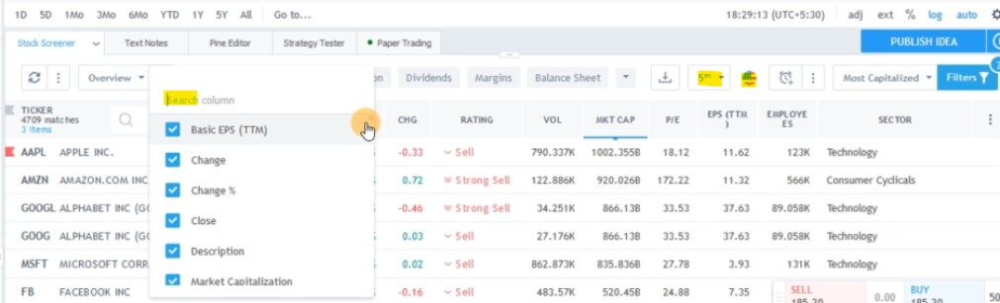 1D 5D 1Mo 3Mo 6Mo YTD 1Y 5Y All Go to... 18:29:13 (UTC+5:30) adj ext % log auto
Stock Screener Text Notes Pine Editor Strategy Tester Paper Trading PUBLISH IDEA
Overview Dividends Margins Balance Sheet 5m Most Capitalized Filters
Search column
TICKER
4709 matches
3 items
CHG RATING VOL MKT CAP P/E EPS (TTM
) EMPLOYE
ES SECTOR
Basic EPS (TTM)
Change
Change %
Close
Description
Market Capitalization
AAPL APPLE INC. -0.33 Sell 790.337K 1002.355B 18.12 11.62 123K Technology
AMZN AMAZON.COM INC 0.72 Strong Sell 122.886K 920.026B 172.22 11.32 566K Consumer Cyclicals
GOOGL ALPHABET INC (GO -0.46 Strong Sell 34.251K 866.13B 33.53 37.63 89.058K Technology
GOOG ALPHABET INC (GO 0.03 Sell 27.176K 866.13B 33.53 37.63 89.058K Technology
MSFT MICROSOFT CORP 0.02 Sell 862.873K 835.836B 27.78 3.93 131K Technology
FB FACEBOOK INC -0.16 Sell 483.57K 520.45B 24.88 7.35
SELL 0.00 BUY 50
185.20 185.20